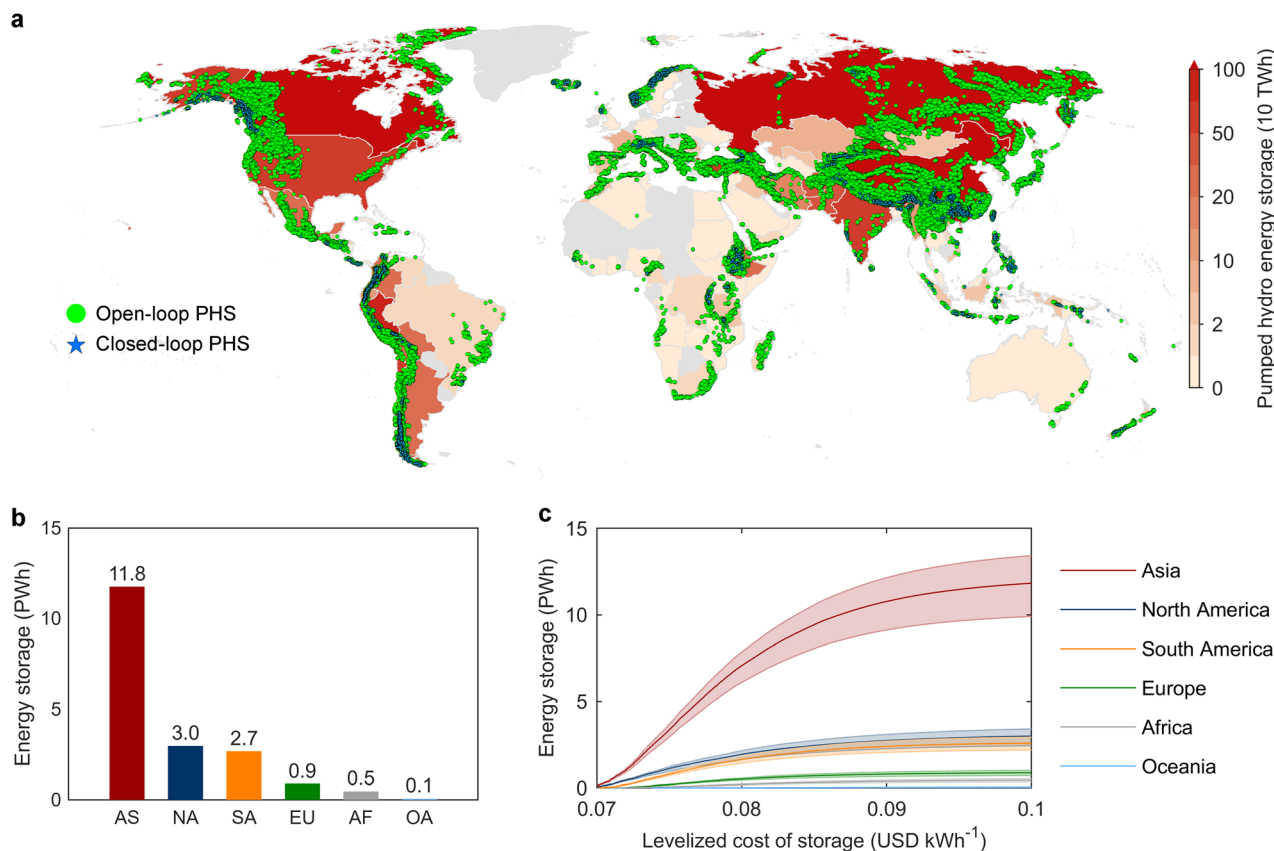 a
Open-loop PHS
Closed-loop PHS
100
50
20
10
2
0
Pumped hydro energy storage (10 TWh)
b
15
10
5
0
Energy storage (PWh)
11.8
3.0
2.7
0.9
0.5
0.1
AS NA SA EU AF OA
c
15
10
5
0
Energy storage (PWh)
0.07 0.08 0.09 0.1
Levelized cost of storage (USD kWh⁻¹)
Asia
North America
South America
Europe
Africa
Oceania